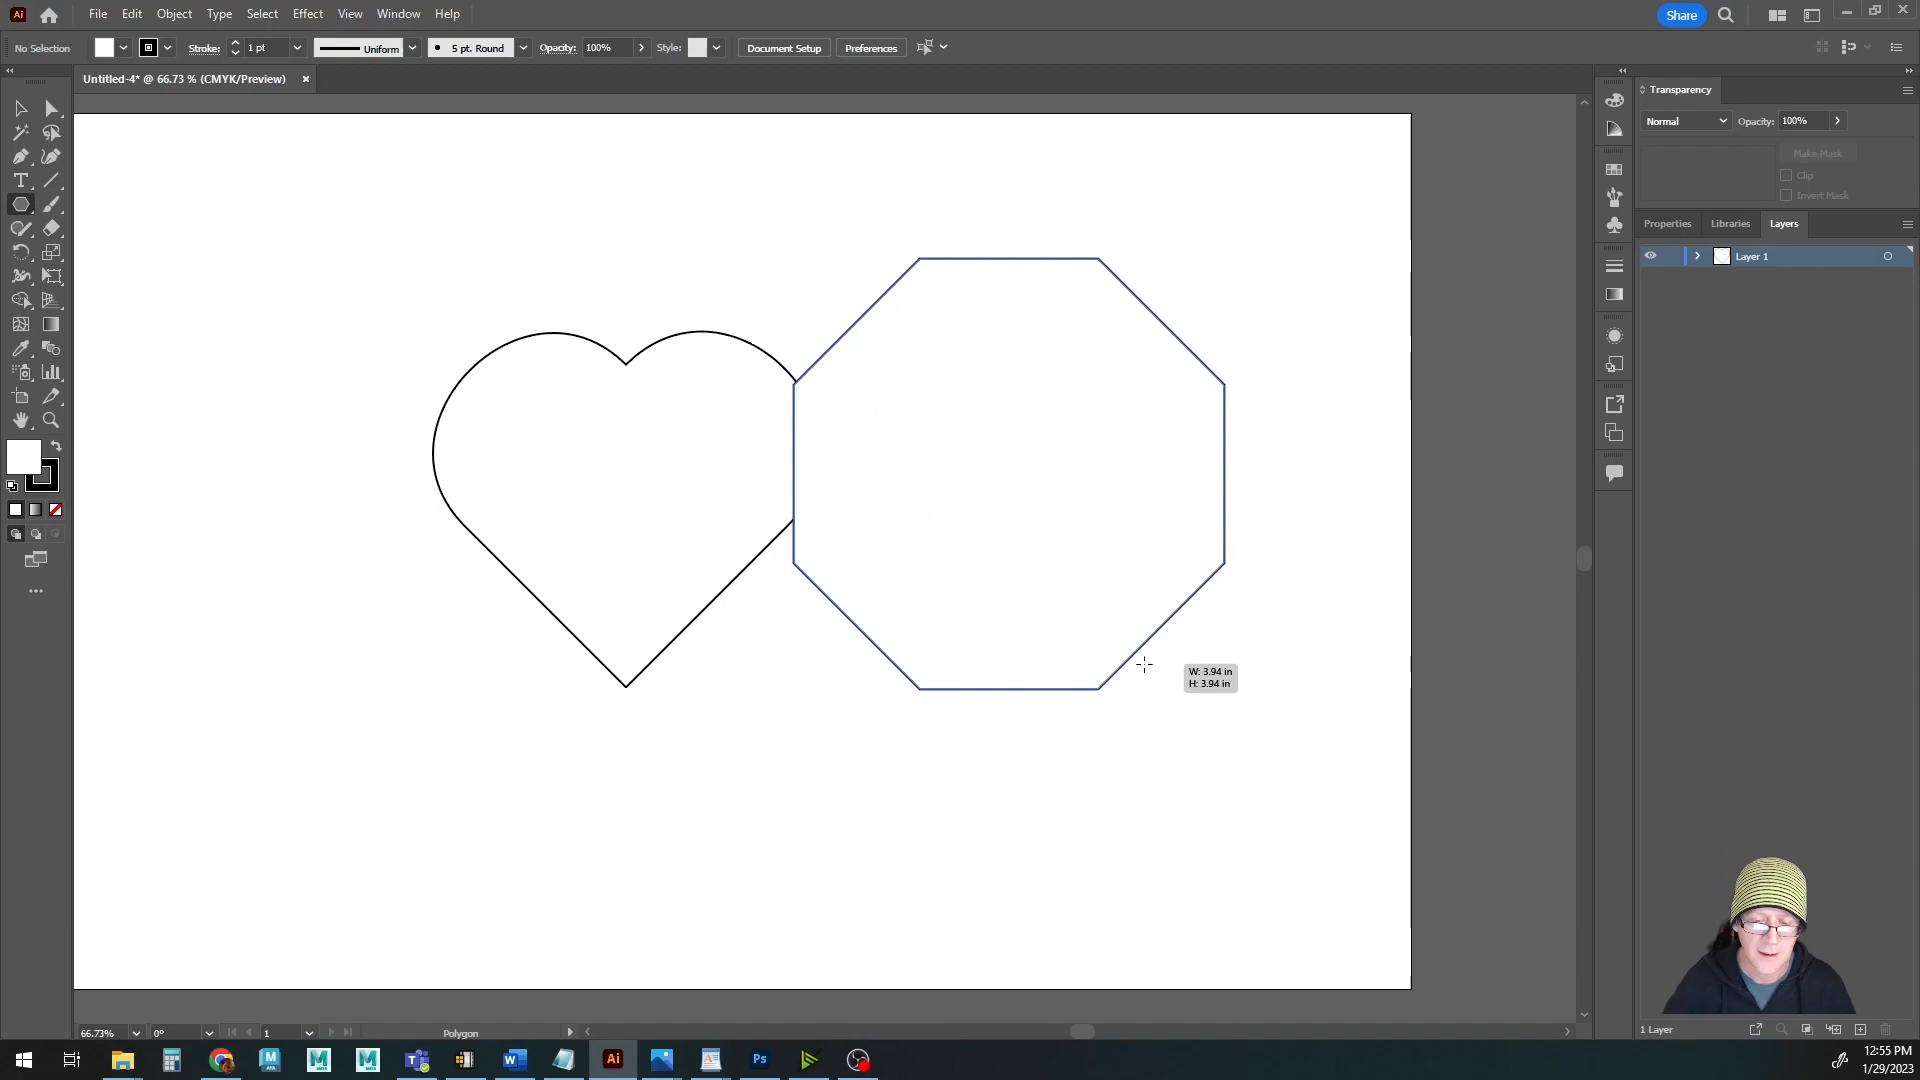 Ai File Edit Object Type Select Effect View Window Help Share
No Selection Stroke: 1 pt Uniform 5 pt. Round Opacity: 100% Style: Document Setup Preferences
Untitled-4* @ 66.73 % (CMYK/Preview) ×
Transparency
Normal Opacity: 100%
Make Mask
Clip
Invert Mask
Properties Libraries Layers
Layer 1
W: 3.94 in
H: 3.94 in
66.73% 0° 1 Polygon
1 Layer
Ai Ps
12:55 PM
1/29/2023